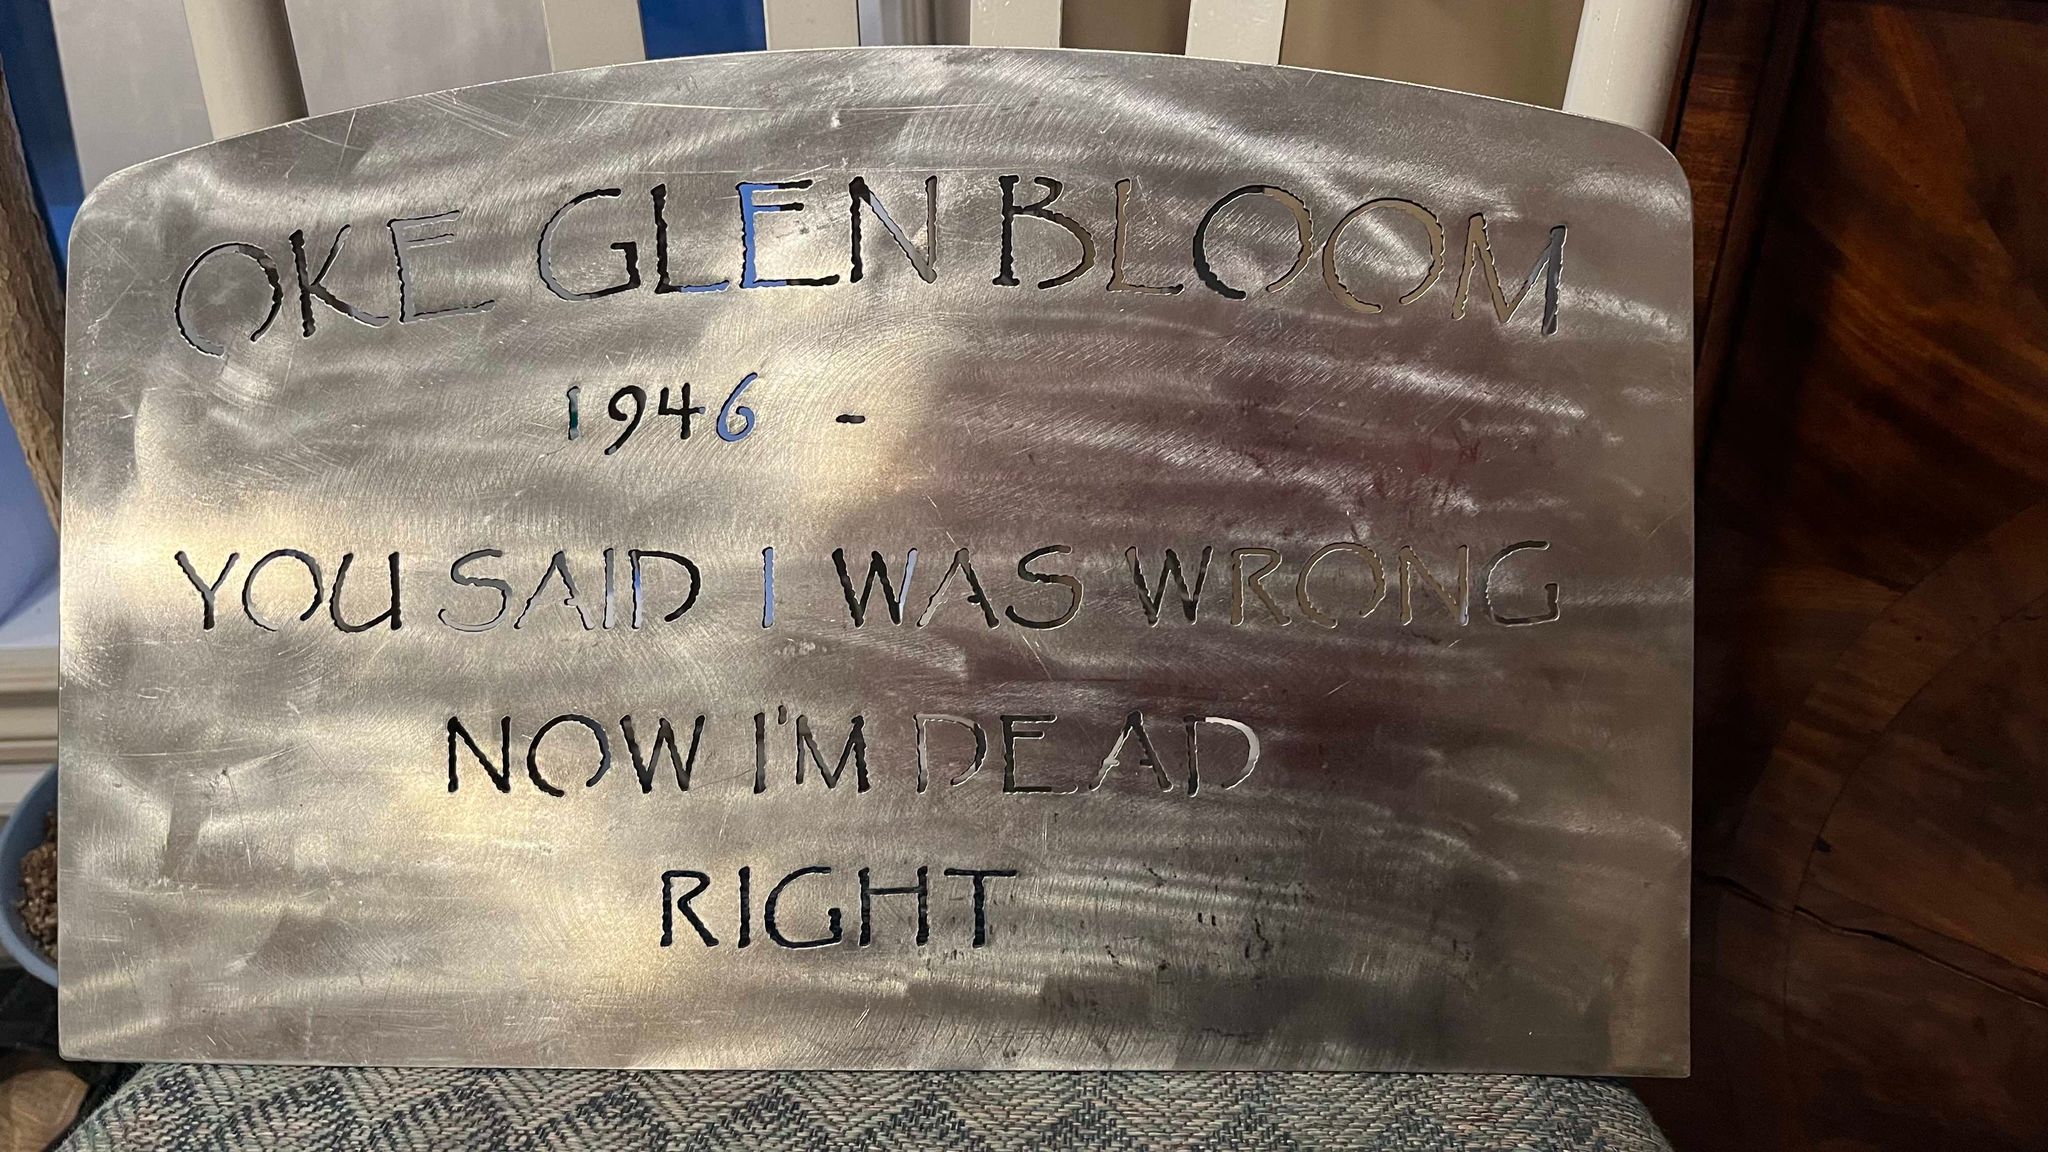 OKE GLEN BLOOM
1946 -
YOU SAID I WAS WRONG
NOW I'M DEAD
RIGHT